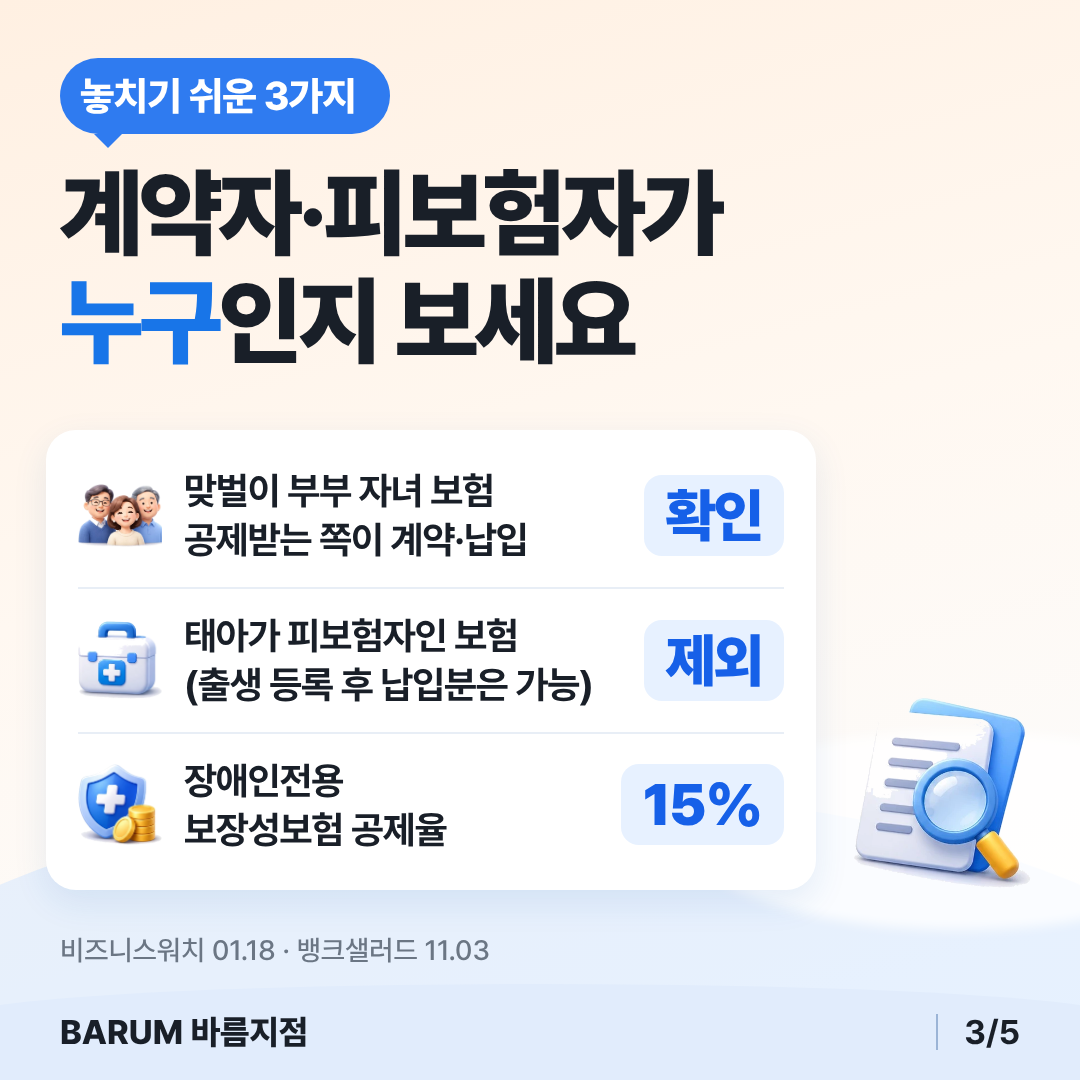 놓치기 쉬운 3가지
계약자·피보험자가
누구인지 보세요
맞벌이 부부 자녀 보험
공제받는 쪽이 계약·납입
확인
태아가 피보험자인 보험
(출생 등록 후 납입분은 가능)
제외
장애인전용
보장성보험 공제율
15%
비즈니스워치 01.18 · 뱅크샐러드 11.03
BARUM 바름지점
3/5